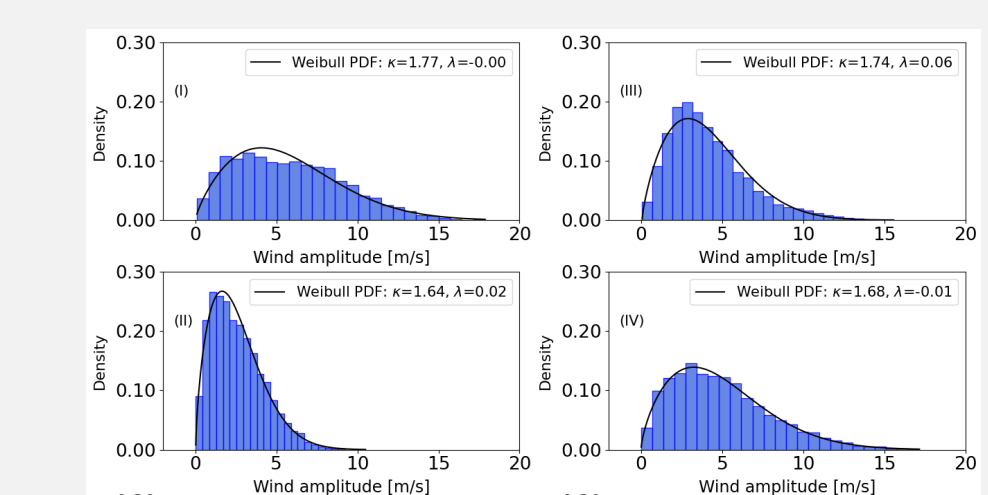 0.30
0.20
0.10
0.00
Density
(I)
Weibull PDF: κ=1.77, λ=-0.00
0 5 10 15 20
Wind amplitude [m/s]
0.30
0.20
0.10
0.00
Density
(III)
Weibull PDF: κ=1.74, λ=0.06
0 5 10 15 20
Wind amplitude [m/s]
0.30
0.20
0.10
0.00
Density
(II)
Weibull PDF: κ=1.64, λ=0.02
0 5 10 15 20
Wind amplitude [m/s]
0.30
0.20
0.10
0.00
Density
(IV)
Weibull PDF: κ=1.68, λ=-0.01
0 5 10 15 20
Wind amplitude [m/s]